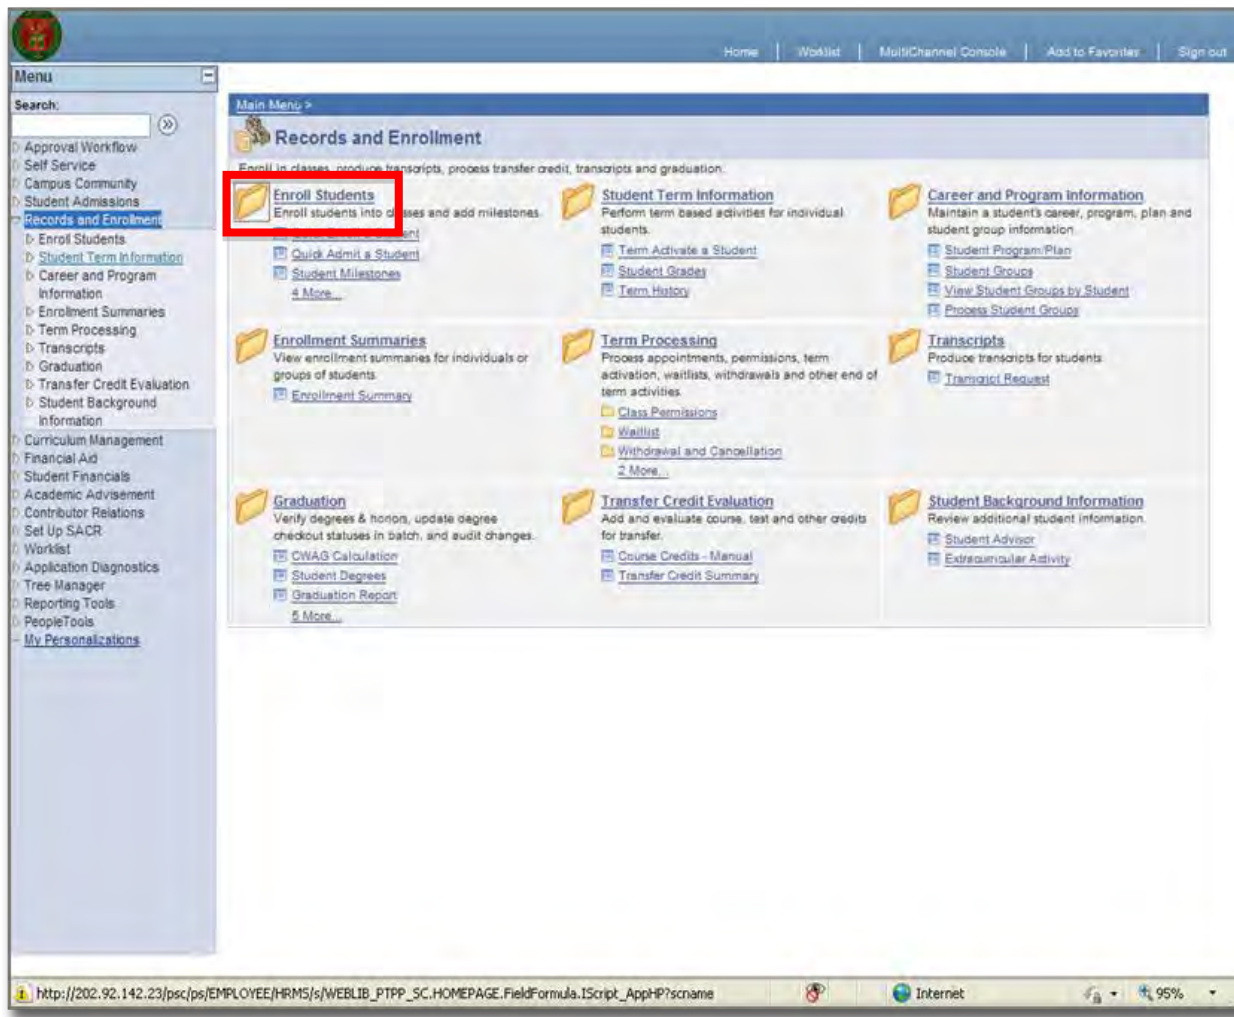 Home | Worklist | MultiChannel Console | Add to Favorites | Sign out
Menu
Search:
Approval Workflow
Self Service
Campus Community
Student Admissions
Records and Enrollment
Enroll Students
Student Term Information
Career and Program
Information
Enrollment Summaries
Term Processing
Transcripts
Graduation
Transfer Credit Evaluation
Student Background
Information
Curriculum Management
Financial Aid
Student Financials
Academic Advisement
Contributor Relations
Set Up SACR
Worklist
Application Diagnostics
Tree Manager
Reporting Tools
PeopleTools
My Personalizations
Main Menu >
Records and Enrollment
Enroll in classes, produce transcripts, process transfer credit, transcripts and graduation.
Enroll Students
Enroll students into classes and add milestones.
Quick Admit a Student
Student Milestones
4 More...
Student Term Information
Perform term based activities for individual
students.
Term Activate a Student
Student Grades
Term History
Career and Program Information
Maintain a student's career, program, plan and
student group information.
Student Program/Plan
Student Groups
View Student Groups by Student
Process Student Groups
Enrollment Summaries
View enrollment summaries for individuals or
groups of students.
Enrollment Summary
Term Processing
Process appointments, permissions, term
activation, waitlists, withdrawals and other end of
term activities.
Class Permissions
Waitlist
Withdrawal and Cancellation
2 More...
Transcripts
Produce transcripts for students
Transcript Request
Graduation
Verify degrees & honors, update degree
checkout statuses in batch, and audit changes.
CWAG Calculation
Student Degrees
Graduation Report
5 More...
Transfer Credit Evaluation
Add and evaluate course, test and other credits
for transfer.
Course Credits - Manual
Transfer Credit Summary
Student Background Information
Review additional student information.
Student Advisor
Extracurricular Activity
http://202.92.142.23/psc/ps/EMPLOYEE/HRMS/s/WEBLIB_PTPP_SC.HOMEPAGE.FieldFormula.IScript_AppHP?scname
Internet
95%